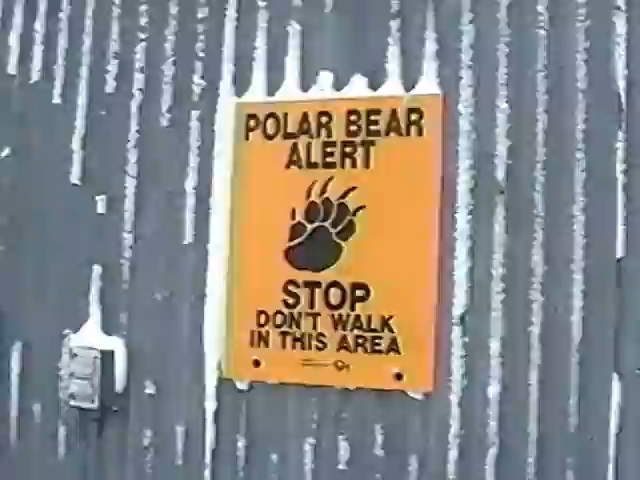 POLAR BEAR
ALERT
STOP
DON'T WALK
IN THIS AREA